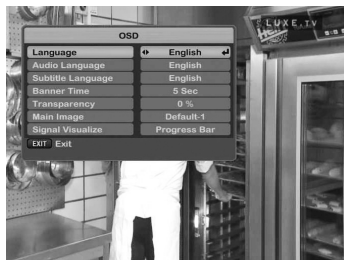 LUXE.TV
OSD
Language English
Audio Language English
Subtitle Language English
Banner Time 5 Sec
Transparency 0 %
Main Image Default-1
Signal Visualize Progress Bar
EXIT Exit